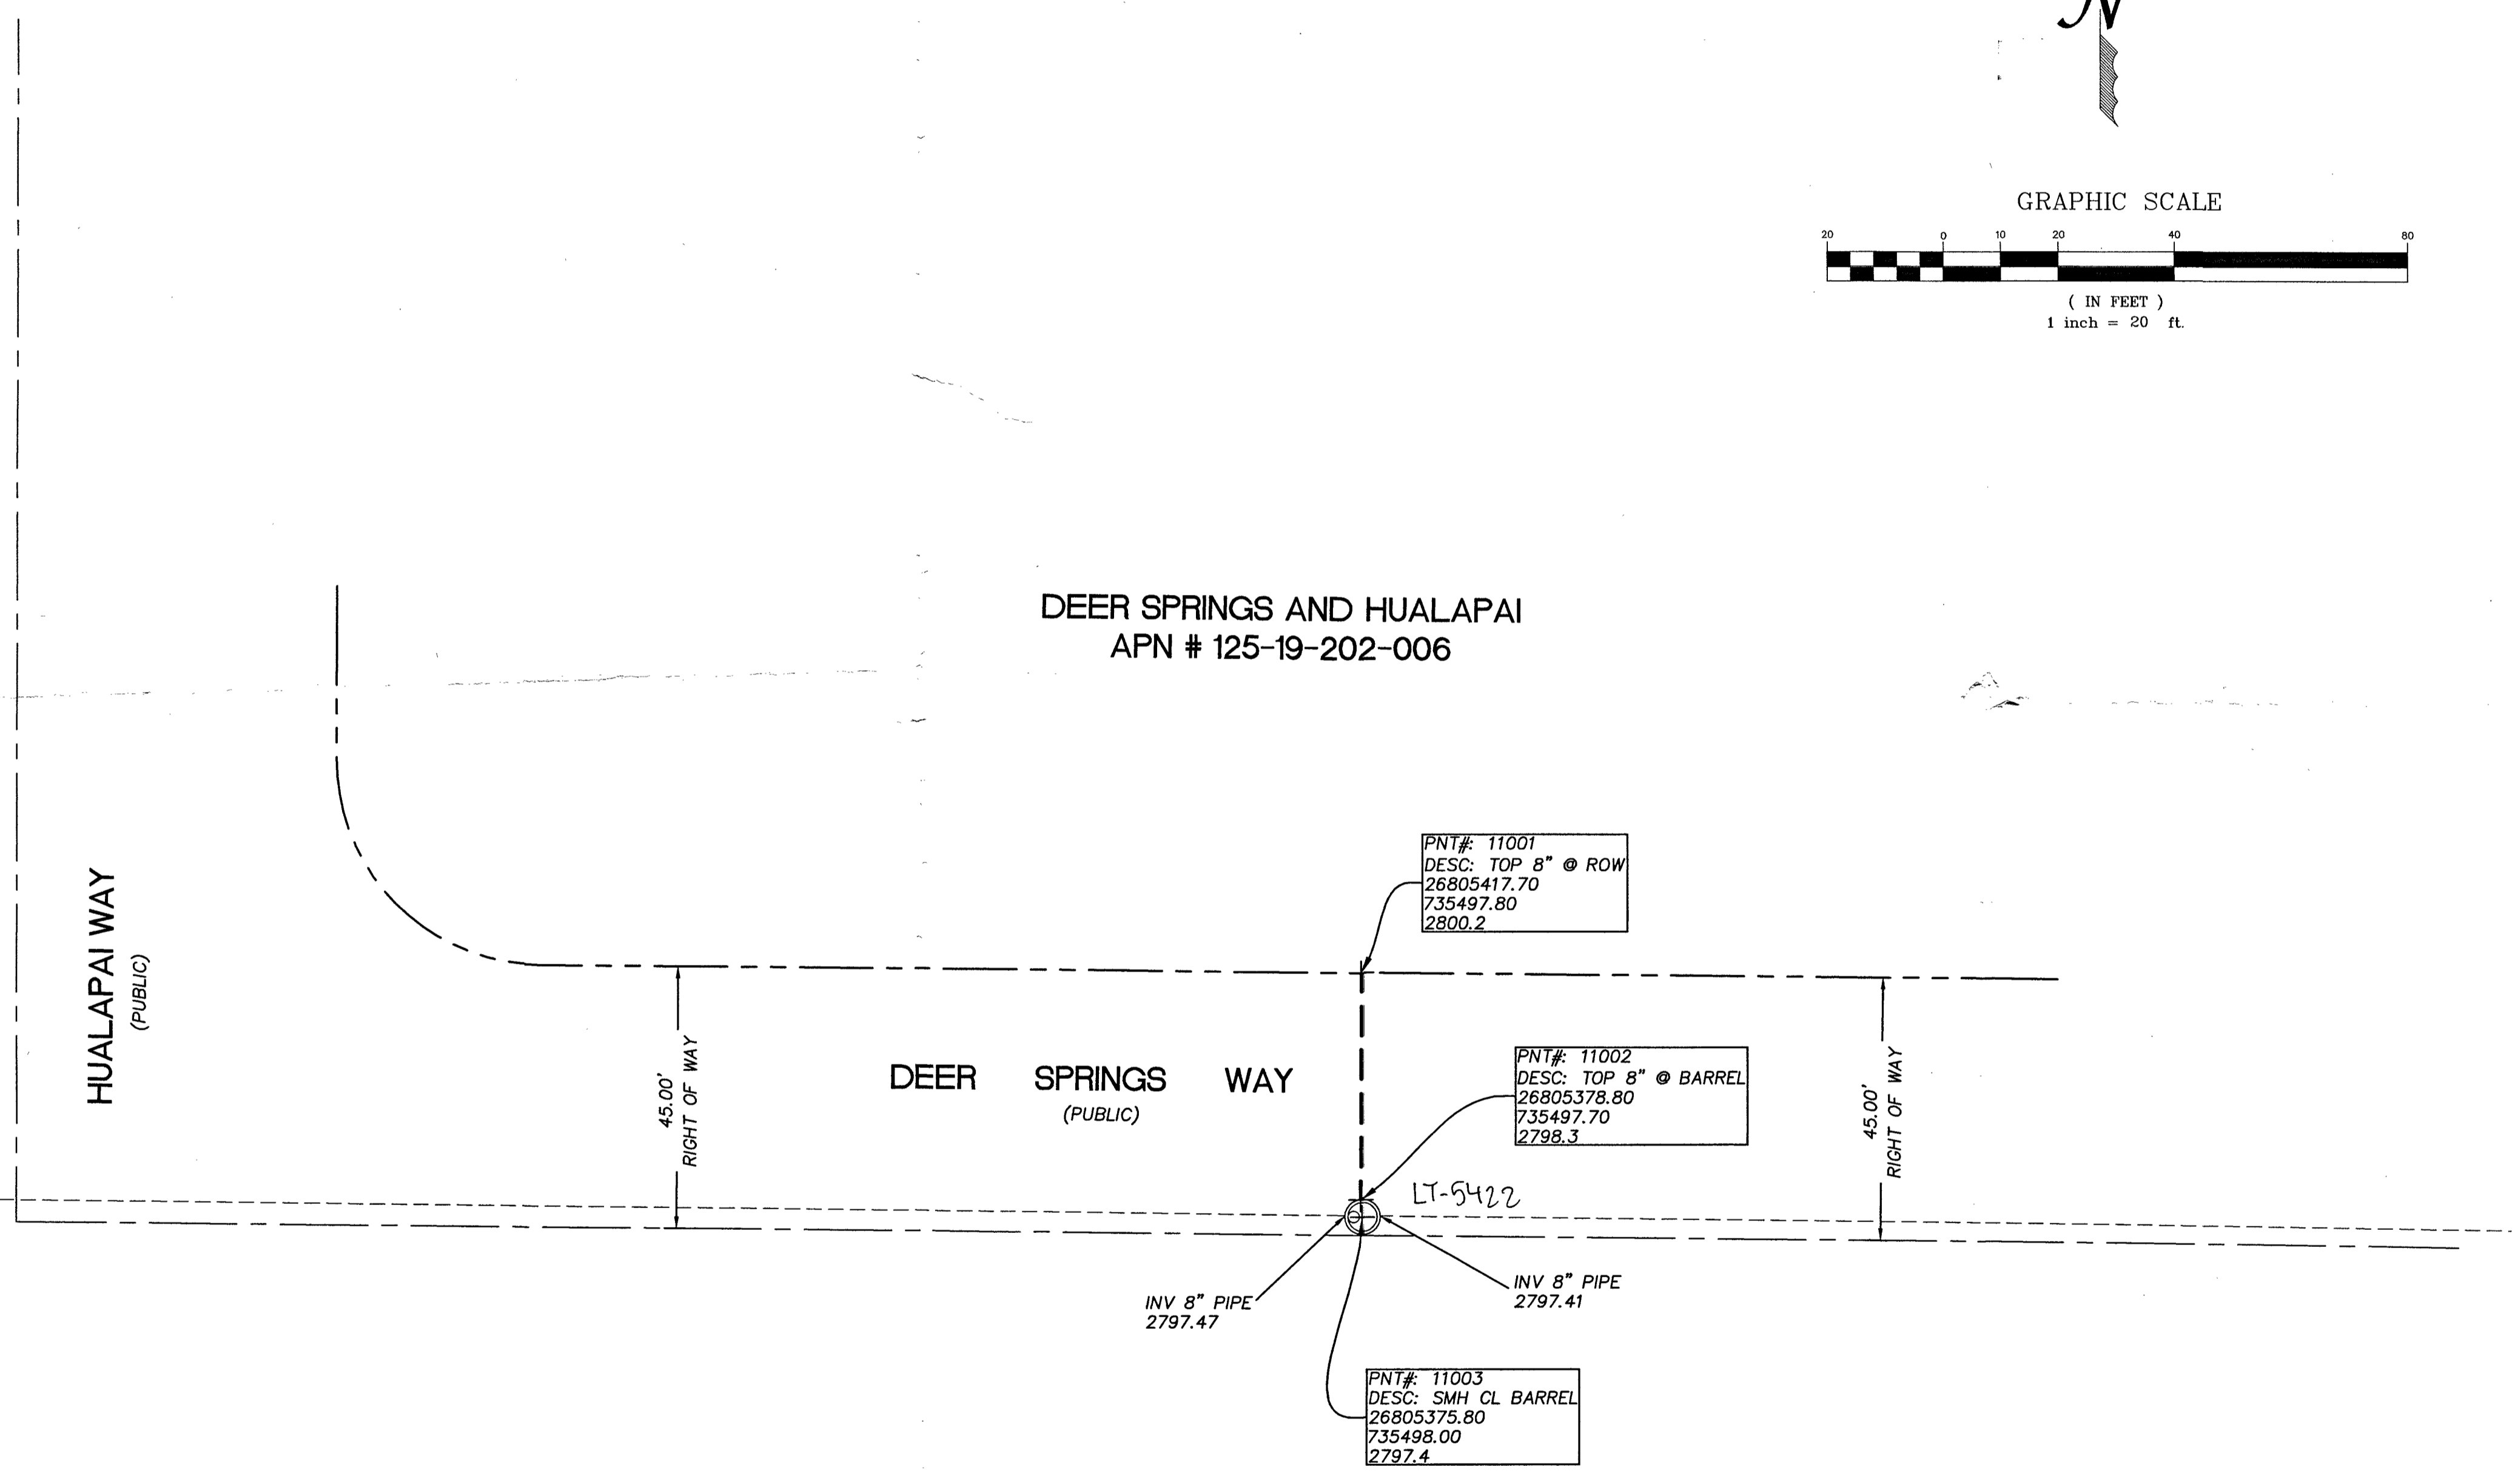 N
GRAPHIC SCALE
20 0 10 20 40 80
( IN FEET )
1 inch = 20 ft.
DEER SPRINGS AND HUALAPAI
APN # 125-19-202-006
PNT#: 11001
DESC: TOP 8" @ ROW
26805417.70
735497.80
2800.2
HUALAPAI WAY
(PUBLIC)
45.00'
RIGHT OF WAY
DEER SPRINGS WAY
(PUBLIC)
PNT#: 11002
DESC: TOP 8" @ BARREL
26805378.80
735497.70
2798.3
45.00'
RIGHT OF WAY
LT-5422
INV 8" PIPE
2797.47
INV 8" PIPE
2797.41
PNT#: 11003
DESC: SMH CL BARREL
26805375.80
735498.00
2797.4